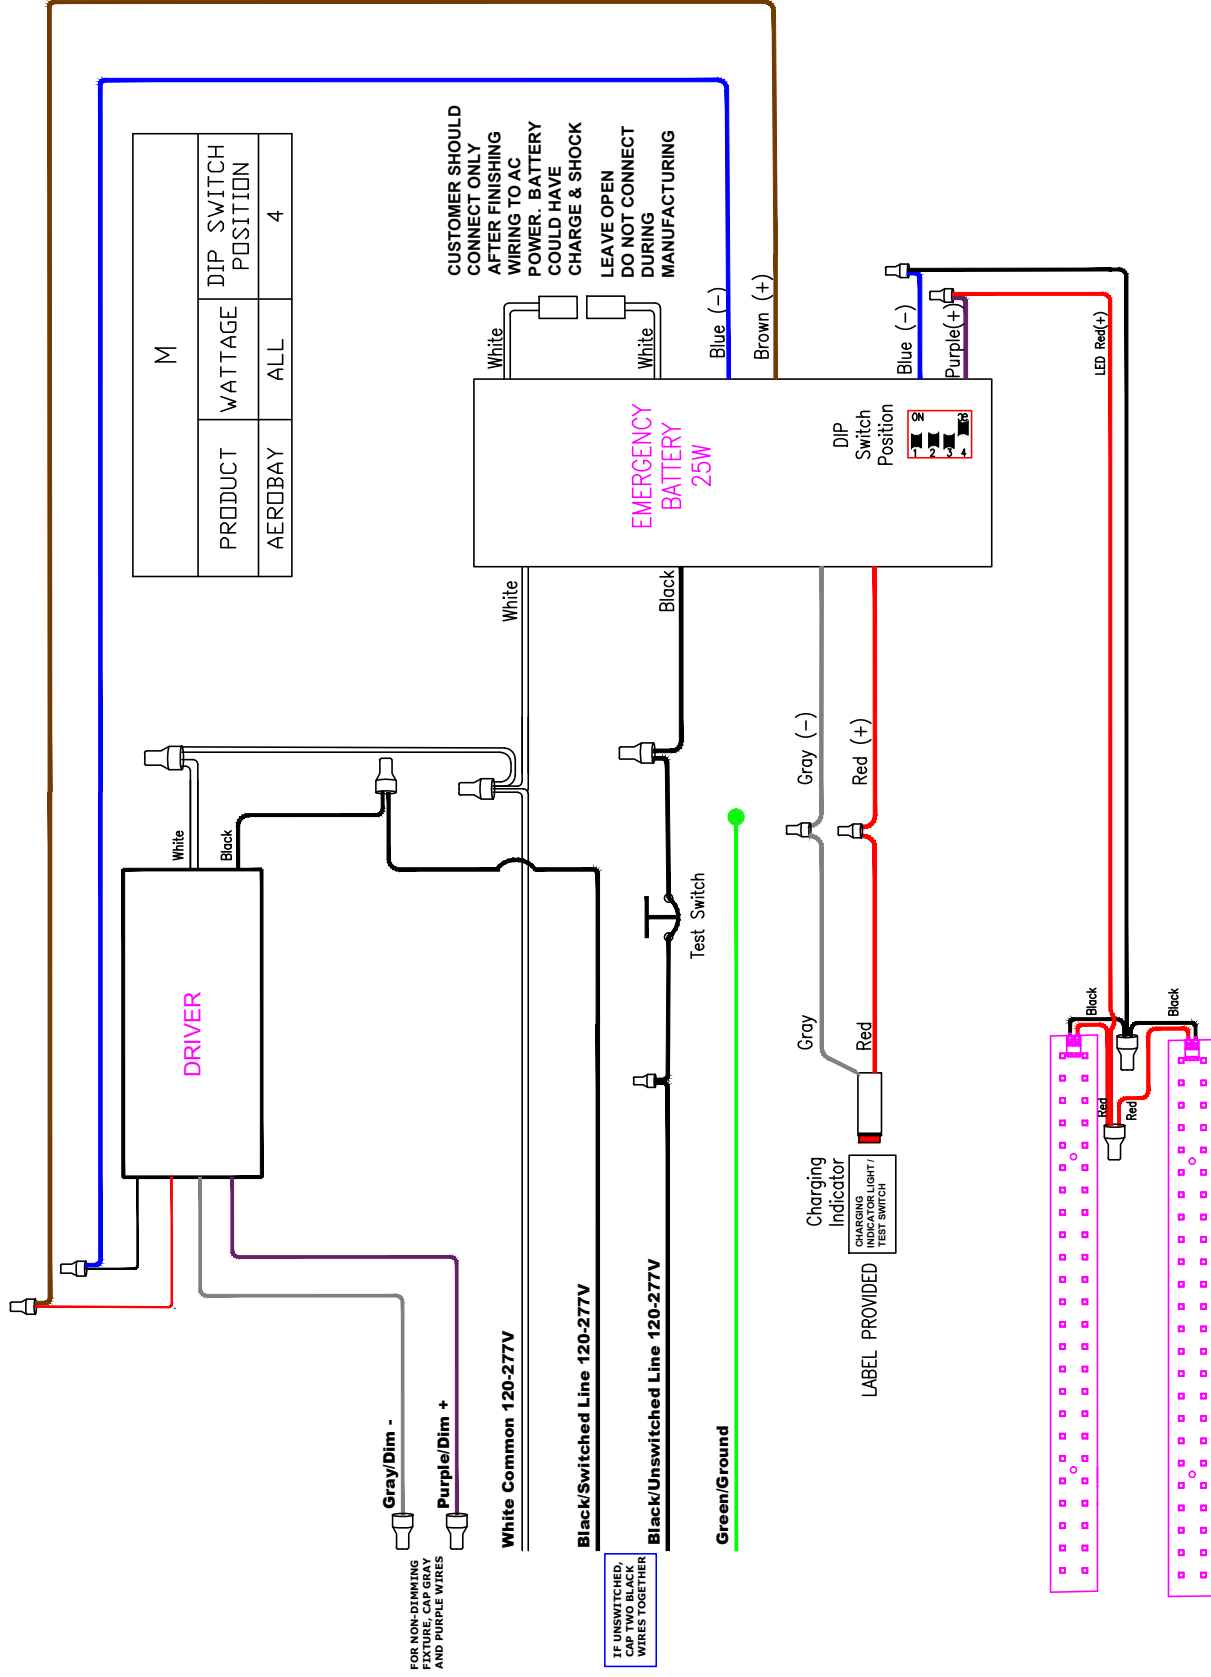 M
PRODUCT
WATTAGE
DIP SWITCH
POSITION
AEROBAY
ALL
4
CUSTOMER SHOULD
CONNECT ONLY
AFTER FINISHING
WIRING TO AC
POWER. BATTERY
COULD HAVE
CHARGE & SHOCK
LEAVE OPEN
DO NOT CONNECT
DURING
MANUFACTURING
White
White
Blue (-)
Brown (+)
Blue (-)
Purple(+)
LED Red(+)
EMERGENCY
BATTERY
25W
DIP
Switch
Position
ON
1
2
3
4
White
Black
Gray (-)
Red (+)
White
Black
DRIVER
Test Switch
Gray
Red
Charging
Indicator
CHARGING
INDICATOR LIGHT /
TEST SWITCH
LABEL PROVIDED
Black
Black
Red
Red
Gray/Dim -
Purple/Dim +
White Common 120-277V
Black/Switched Line 120-277V
Black/Unswitched Line 120-277V
Green/Ground
FOR NON-DIMMING
FIXTURE, CAP GRAY
AND PURPLE WIRES
IF UNSWITCHED,
CAP TWO BLACK
WIRES TOGETHER